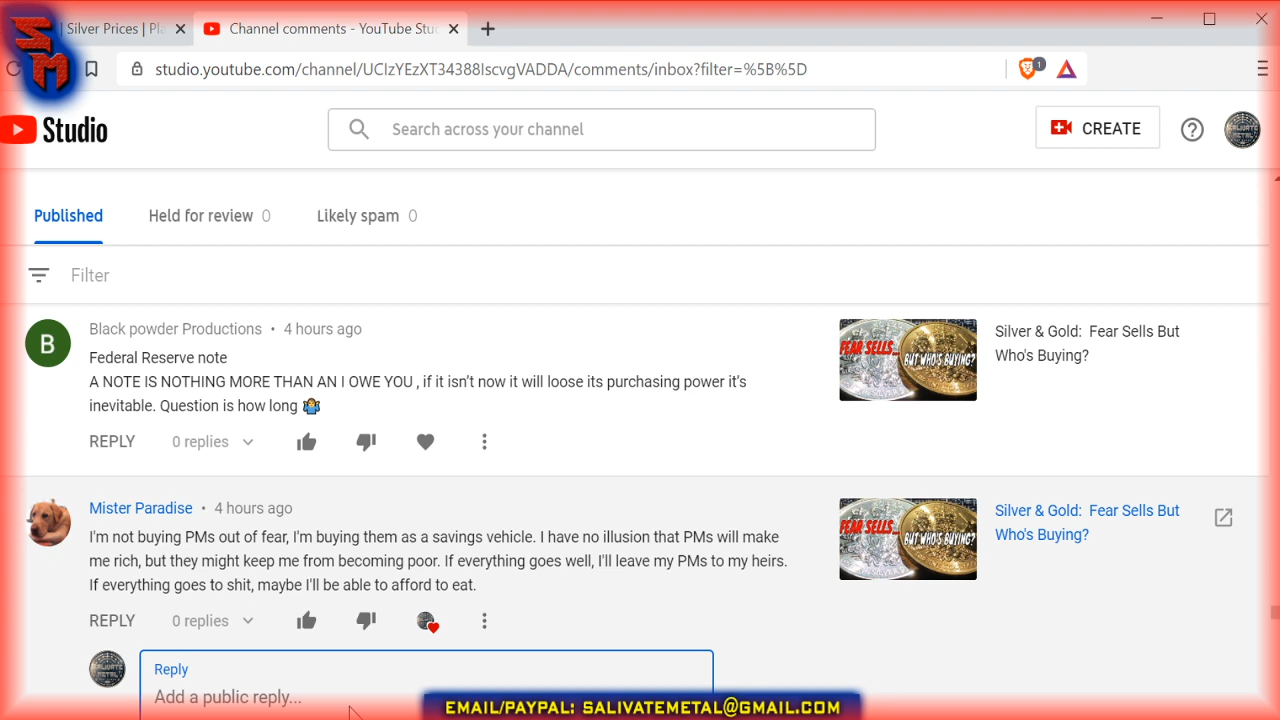 SM
| Silver Prices | Pla
Channel comments - YouTube Stu
studio.youtube.com/channel/UClzYEzXT34388IscvgVADDA/comments/inbox?filter=%5B%5D
1
Studio
Search across your channel
CREATE
Published
Held for review 0
Likely spam 0
Filter
B
Black powder Productions • 4 hours ago
Federal Reserve note
A NOTE IS NOTHING MORE THAN AN I OWE YOU , if it isn't now it will loose its purchasing power it's
inevitable. Question is how long 🤷
REPLY 0 replies
FEAR SELLS...
BUT WHO'S BUYING?
Silver & Gold: Fear Sells But
Who's Buying?
Mister Paradise • 4 hours ago
I'm not buying PMs out of fear, I'm buying them as a savings vehicle. I have no illusion that PMs will make
me rich, but they might keep me from becoming poor. If everything goes well, I'll leave my PMs to my heirs.
If everything goes to shit, maybe I'll be able to afford to eat.
REPLY 0 replies
FEAR SELLS...
BUT WHO'S BUYING?
Silver & Gold: Fear Sells But
Who's Buying?
SALIVATE
METAL
Reply
Add a public reply...
EMAIL/PAYPAL: SALIVATEMETAL@GMAIL.COM